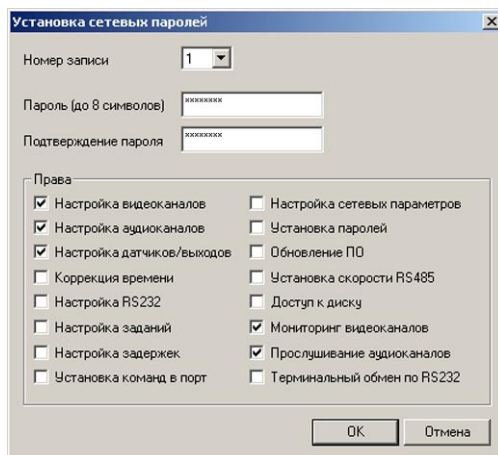 Установка сетевых паролей
Номер записи 1
Пароль (до 8 символов) xxxxxxxx
Подтверждение пароля xxxxxxxx
Права
Настройка видеоканалов Настройка сетевых параметров
Настройка аудиоканалов Установка паролей
Настройка датчиков/выходов Обновление ПО
Коррекция времени Установка скорости RS485
Настройка RS232 Доступ к диску
Настройка заданий Мониторинг видеоканалов
Настройка задержек Прослушивание аудиоканалов
Установка команд в порт Терминальный обмен по RS232
OK Отмена